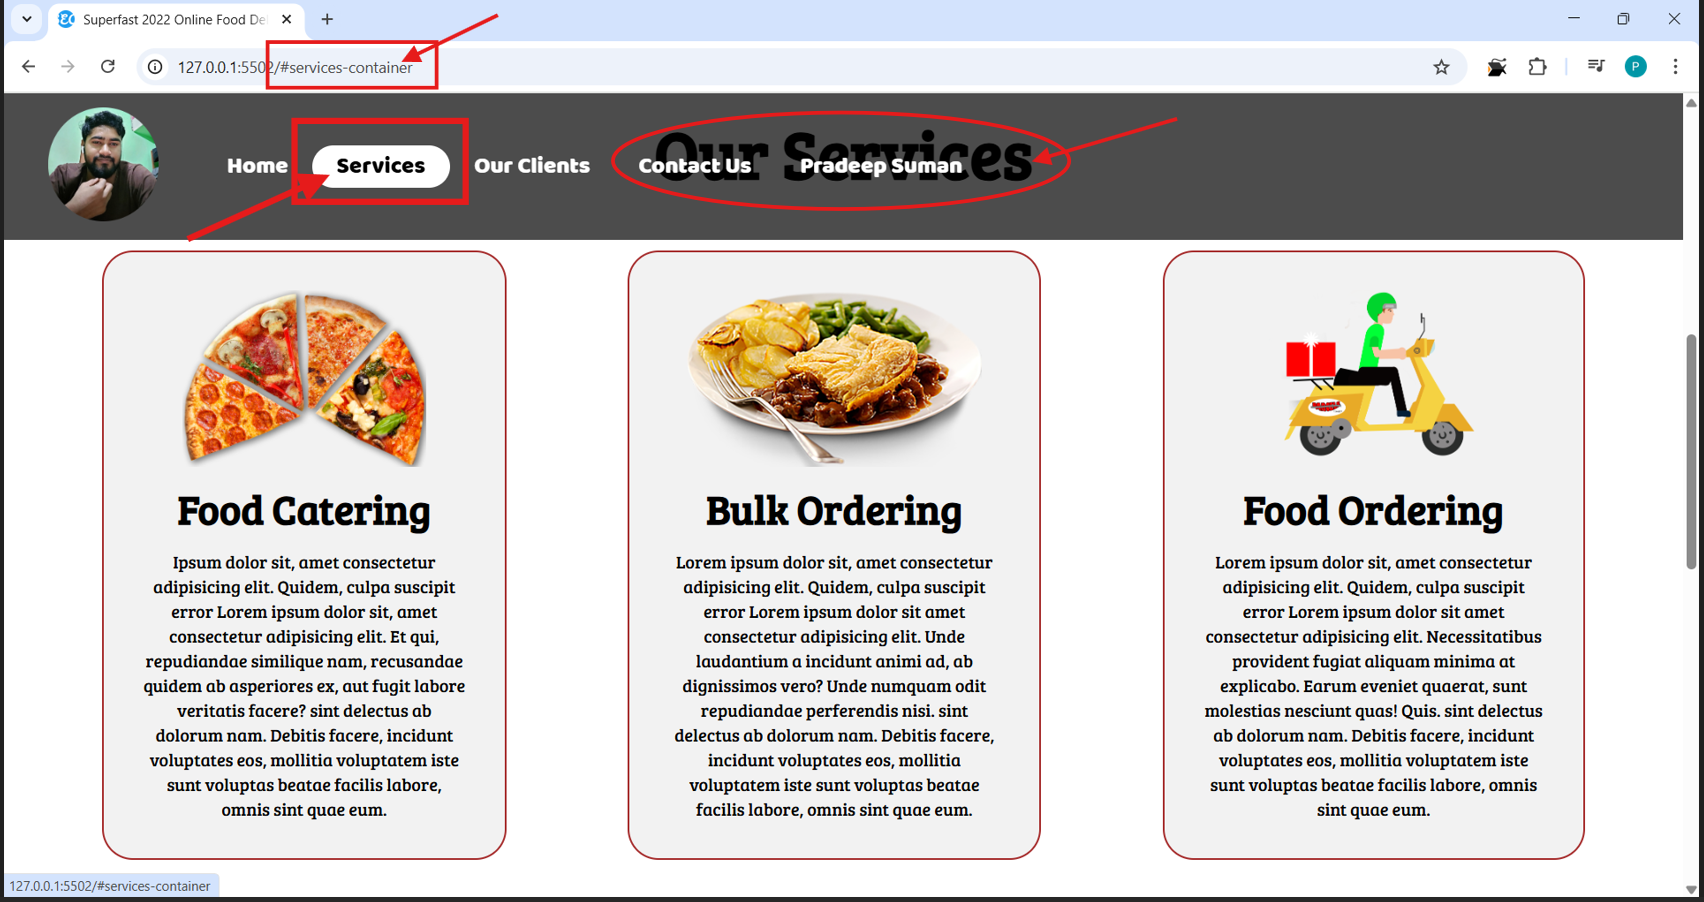 Superfast 2022 Online Food De
127.0.0.1:5502/#services-container
P
Our Services
Home Services Our Clients Contact Us Pradeep Suman
Food Catering
Ipsum dolor sit, amet consectetur
adipisicing elit. Quidem, culpa suscipit
error Lorem ipsum dolor sit, amet
consectetur adipisicing elit. Et qui,
repudiandae similique nam, recusandae
quidem ab asperiores ex, aut fugit labore
veritatis facere? sint delectus ab
dolorum nam. Debitis facere, incidunt
voluptates eos, mollitia voluptatem iste
sunt voluptas beatae facilis labore,
omnis sint quae eum.
Bulk Ordering
Lorem ipsum dolor sit, amet consectetur
adipisicing elit. Quidem, culpa suscipit
error Lorem ipsum dolor sit amet
consectetur adipisicing elit. Unde
laudantium a incidunt animi ad, ab
dignissimos vero? Unde numquam odit
repudiandae perferendis nisi. sint
delectus ab dolorum nam. Debitis facere,
incidunt voluptates eos, mollitia
voluptatem iste sunt voluptas beatae
facilis labore, omnis sint quae eum.
Food Ordering
Lorem ipsum dolor sit, amet consectetur
adipisicing elit. Quidem, culpa suscipit
error Lorem ipsum dolor sit amet
consectetur adipisicing elit. Necessitatibus
provident fugiat aliquam minima at
explicabo. Earum eveniet quaerat, sunt
molestias nesciunt quas! Quis. sint delectus
ab dolorum nam. Debitis facere, incidunt
voluptates eos, mollitia voluptatem iste
sunt voluptas beatae facilis labore, omnis
sint quae eum.
127.0.0.1:5502/#services-container